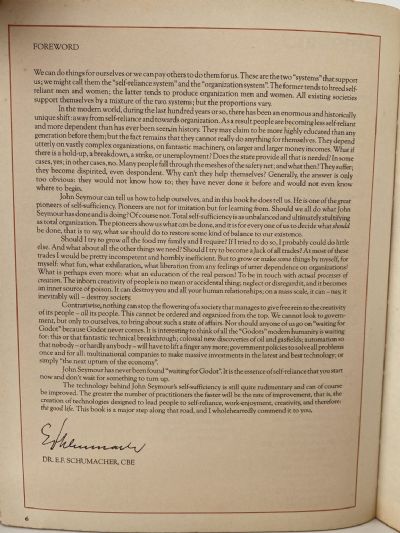 FOREWORD
We can do things for ourselves or we can pay others to do them for us. These are the two "systems" that support
us; we might call them the "self-reliance system" and the "organization system". The former tends to breed self-
reliant men and women; the latter tends to produce organization men and women. All existing societies
support themselves by a mixture of the two systems; but the proportions vary.
In the modern world, during the last hundred years or so, there has been an enormous and historically
unique shift: away from self-reliance and towards organization. As a result people are becoming less self-reliant
and more dependent than has ever been seen in history. They may claim to be more highly educated than any
generation before them; but the fact remains that they cannot really do anything for themselves. They depend
utterly on vastly complex organizations, on fantastic machinery, on larger and larger money incomes. What if
there is a hold-up, a breakdown, a strike, or unemployment? Does the state provide all that is needed? In some
cases, yes; in other cases, no. Many people fall through the meshes of the safety net; and what then? They suffer;
they become dispirited, even despondent. Why can't they help themselves? Generally, the answer is only
too obvious: they would not know how to; they have never done it before and would not even know
where to begin.
John Seymour can tell us how to help ourselves, and in this book he does tell us. He is one of the great
pioneers of self-sufficiency. Pioneers are not for imitation but for learning from. Should we all do what John
Seymour has done and is doing? Of course not. Total self-sufficiency is as unbalanced and ultimately stultifying
as total organization. The pioneers show us what can be done, and it is for every one of us to decide what should
be done, that is to say, what we should do to restore some kind of balance to our existence.
Should I try to grow all the food my family and I require? If I tried to do so, I probably could do little
else. And what about all the other things we need? Should I try to become a Jack of all trades? At most of these
trades I would be pretty incompetent and horribly inefficient. But to grow or make some things by myself, for
myself: what fun, what exhilaration, what liberation from any feelings of utter dependence on organizations!
What is perhaps even more: what an education of the real person! To be in touch with actual processes of
creation. The inborn creativity of people is no mean or accidental thing; neglect or disregard it, and it becomes
an inner source of poison. It can destroy you and all your human relationships; on a mass scale, it can – nay, it
inevitably will – destroy society.
Contrariwise, nothing can stop the flowering of a society that manages to give free rein to the creativity
of its people – all its people. This cannot be ordered and organized from the top. We cannot look to govern-
ment, but only to ourselves, to bring about such a state of affairs. Nor should anyone of us go on "waiting for
Godot" because Godot never comes. It is interesting to think of all the "Godots" modern humanity is waiting
for: this or that fantastic technical breakthrough; colossal new discoveries of oil and gasfields; automation so
that nobody – or hardly anybody – will have to lift a finger any more; government policies to solve all problems
once and for all; multinational companies to make massive investments in the latest and best technology; or
simply "the next upturn of the economy".
John Seymour has never been found "waiting for Godot". It is the essence of self-reliance that you start
now and don't wait for something to turn up.
The technology behind John Seymour's self-sufficiency is still quite rudimentary and can of course
be improved. The greater the number of practitioners the faster will be the rate of improvement, that is, the
creation of technologies designed to lead people to self-reliance, work-enjoyment, creativity, and therefore:
the good life. This book is a major step along that road, and I wholeheartedly commend it to you.
E F Schumacher
DR. E.F. SCHUMACHER, CBE
6